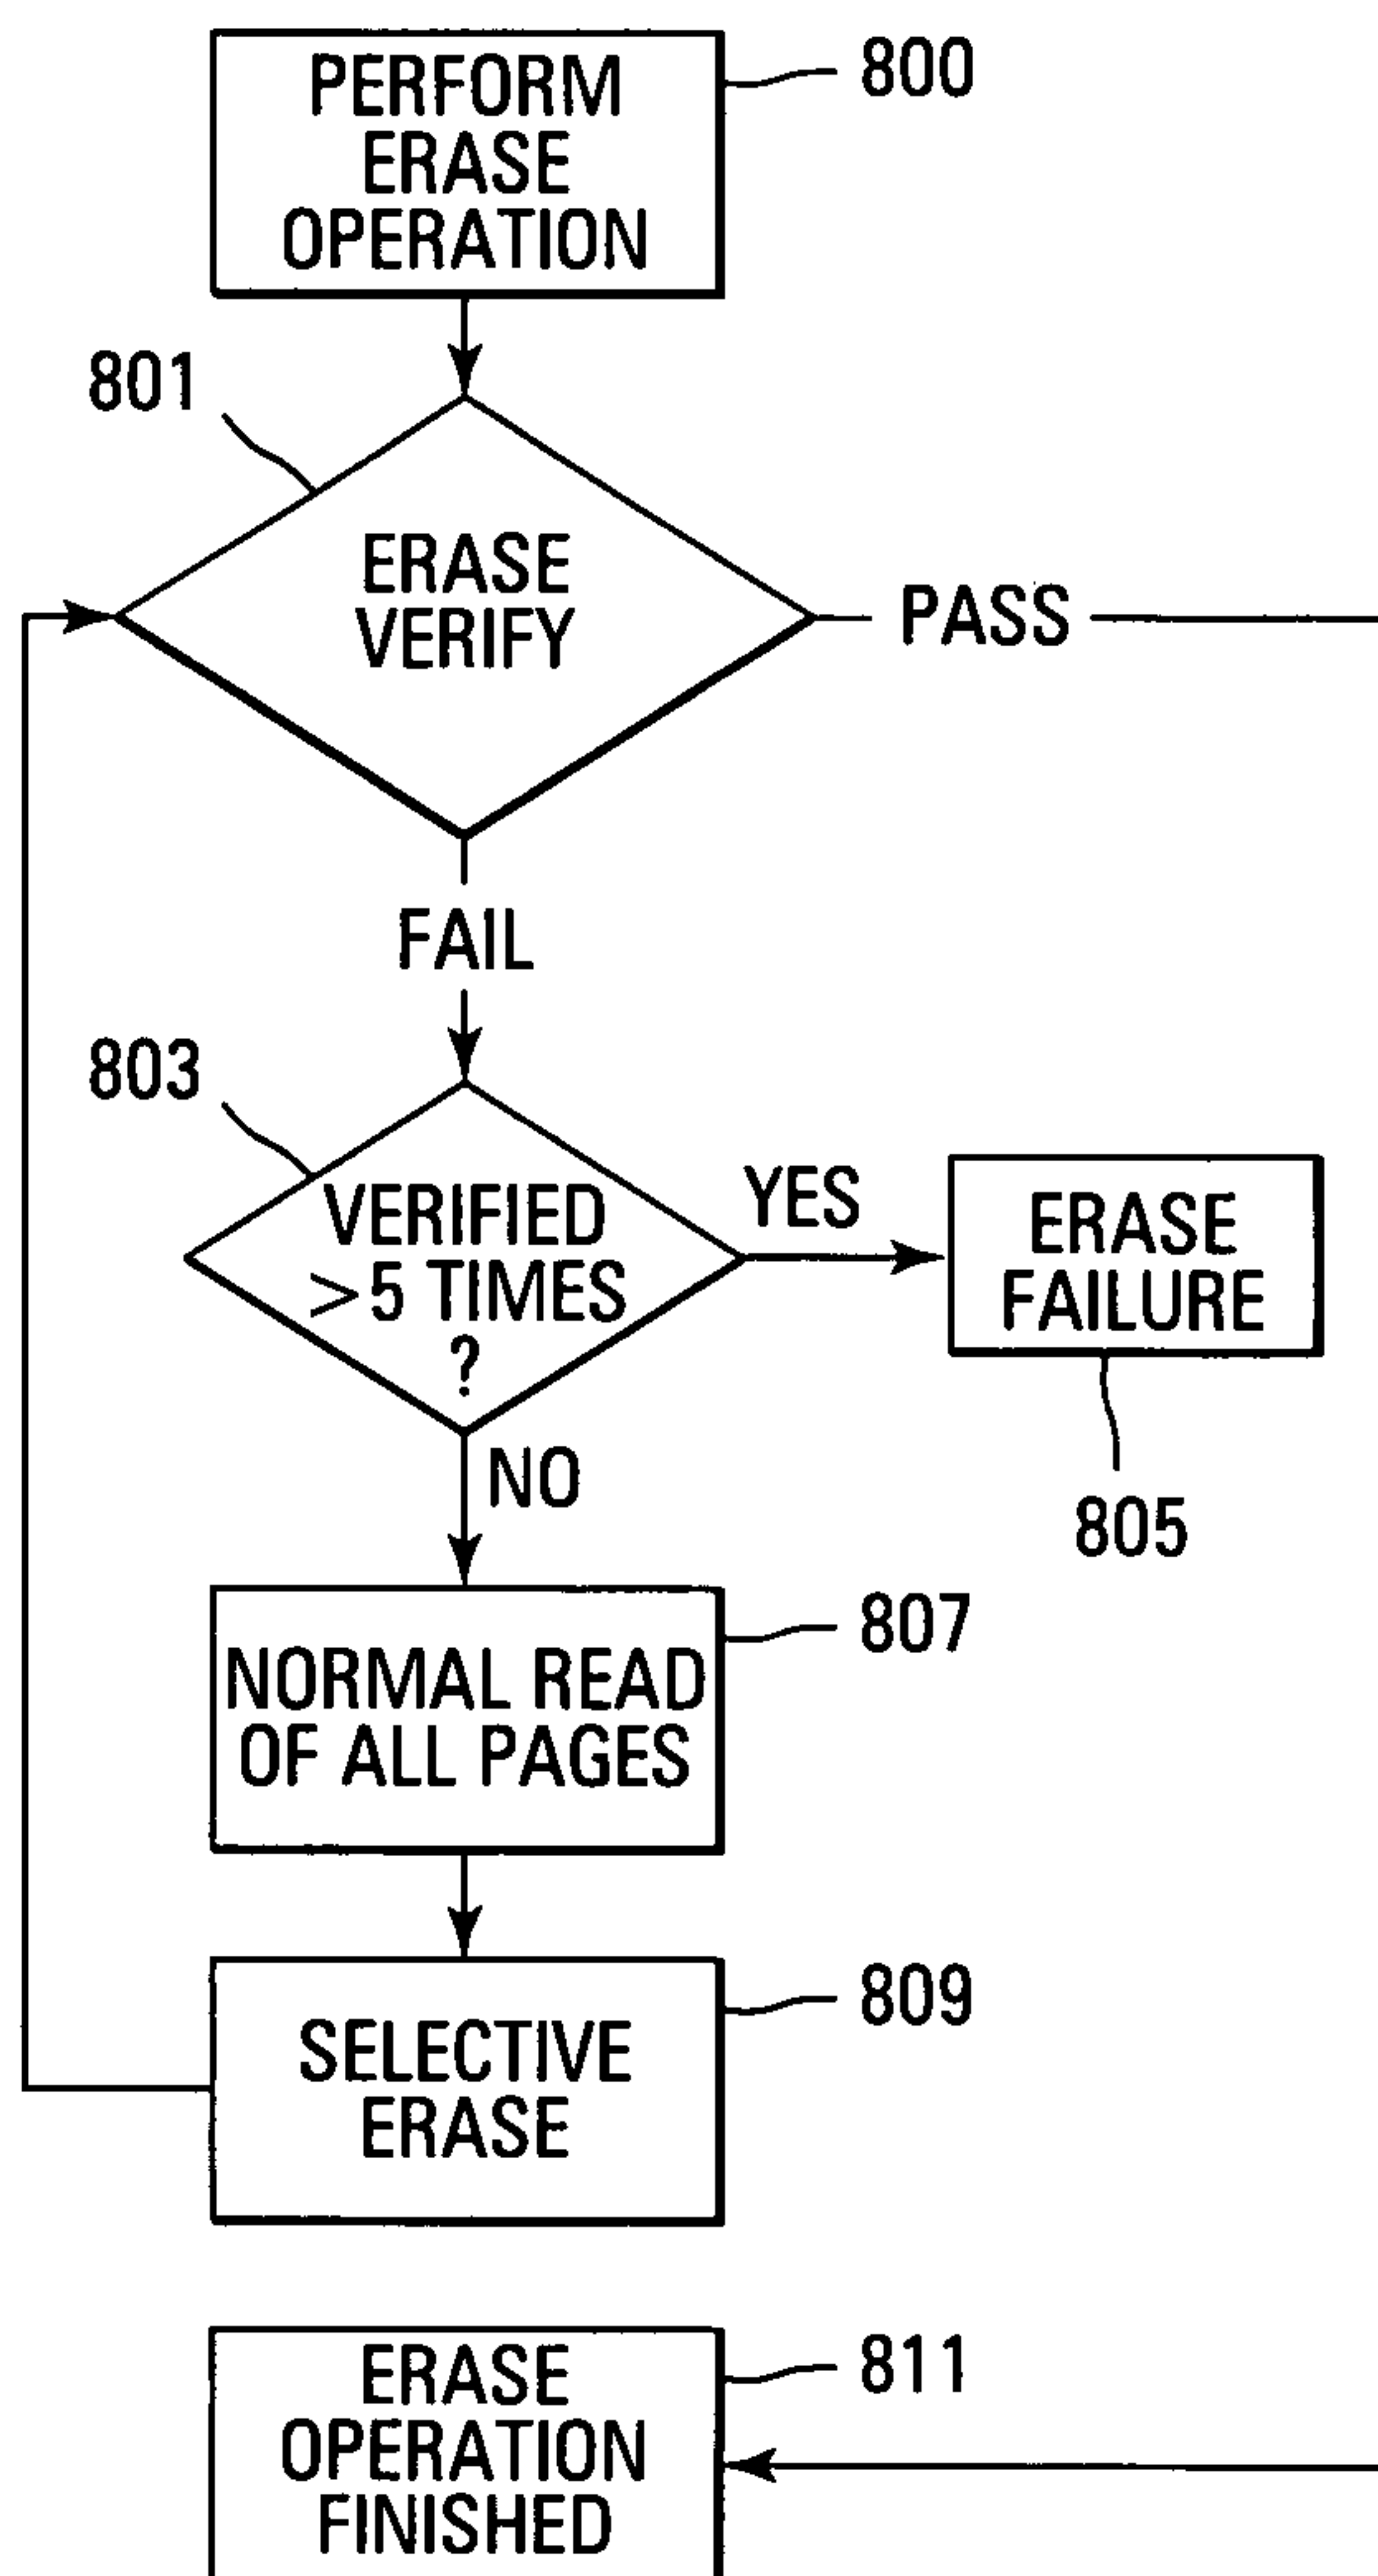 PERFORM
ERASE
OPERATION
800
801
ERASE
VERIFY
PASS
FAIL
803
VERIFIED
>5 TIMES
?
YES
ERASE
FAILURE
805
NO
NORMAL READ
OF ALL PAGES
807
SELECTIVE
ERASE
809
ERASE
OPERATION
FINISHED
811